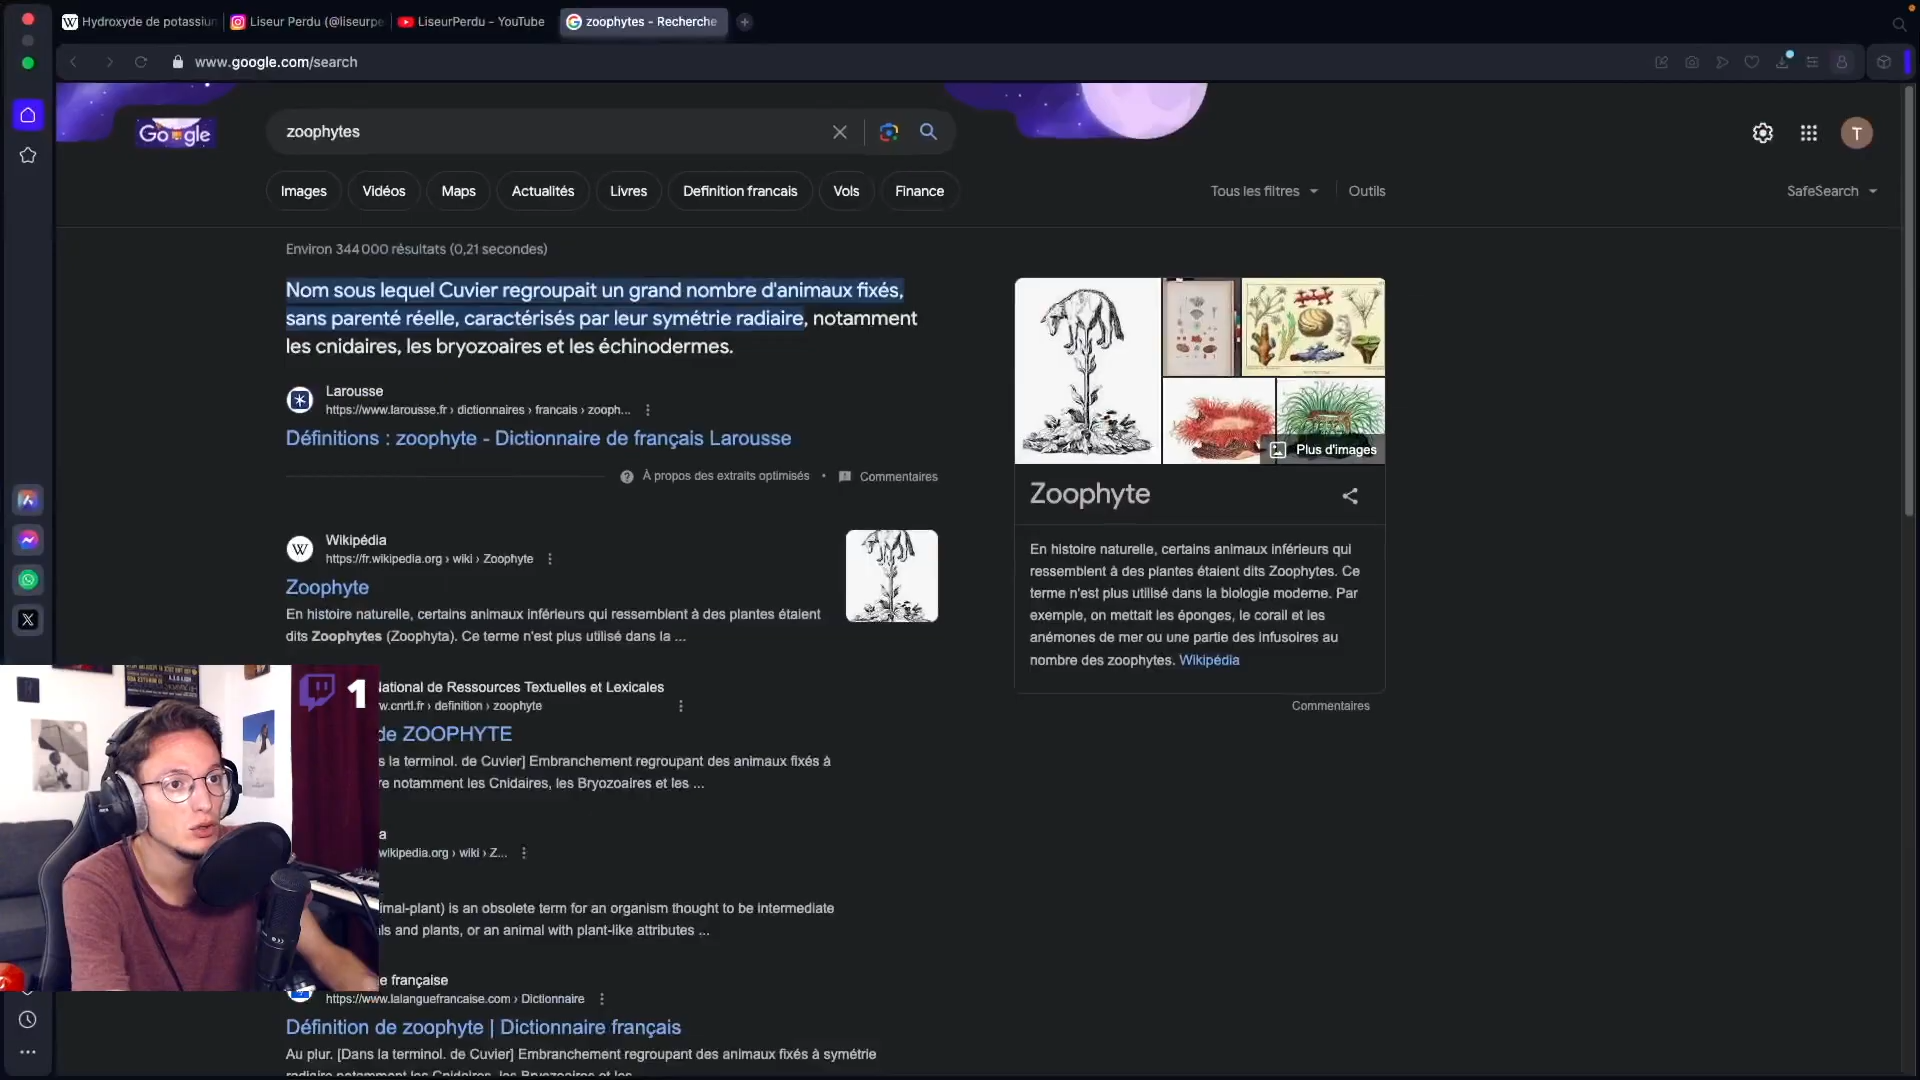 Hydroxyde de potassiun
Liseur Perdu (@liseurpe
LiseurPerdu – YouTube
zoophytes - Recherche
www.google.com/search
Google
zoophytes
T
Images
Vidéos
Maps
Actualités
Livres
Definition francais
Vols
Finance
Tous les filtres
Outils
SafeSearch
Environ 344 000 résultats (0,21 secondes)
Nom sous lequel Cuvier regroupait un grand nombre d'animaux fixés,
sans parenté réelle, caractérisés par leur symétrie radiaire, notamment
les cnidaires, les bryozoaires et les échinodermes.
Larousse
https://www.larousse.fr › dictionnaires › francais › zooph...
Définitions : zoophyte - Dictionnaire de français Larousse
À propos des extraits optimisés
Commentaires
W
Wikipédia
https://fr.wikipedia.org › wiki › Zoophyte
Zoophyte
En histoire naturelle, certains animaux inférieurs qui ressemblent à des plantes étaient
dits Zoophytes (Zoophyta). Ce terme n'est plus utilisé dans la ...
National de Ressources Textuelles et Lexicales
w.cnrtl.fr › definition › zoophyte
de ZOOPHYTE
s la terminol. de Cuvier] Embranchement regroupant des animaux fixés à
re notamment les Cnidaires, les Bryozoaires et les ...
a
wikipedia.org › wiki › Z...
imal-plant) is an obsolete term for an organism thought to be intermediate
ls and plants, or an animal with plant-like attributes ...
e française
https://www.lalanguefrancaise.com › Dictionnaire
Définition de zoophyte | Dictionnaire français
Au plur. [Dans la terminol. de Cuvier] Embranchement regroupant des animaux fixés à symétrie
radiaire notamment les Cnidaires, les Bryozoaires et les
Plus d'images
Zoophyte
En histoire naturelle, certains animaux inférieurs qui
ressemblent à des plantes étaient dits Zoophytes. Ce
terme n'est plus utilisé dans la biologie moderne. Par
exemple, on mettait les éponges, le corail et les
anémones de mer ou une partie des infusoires au
nombre des zoophytes. Wikipédia
Commentaires
1